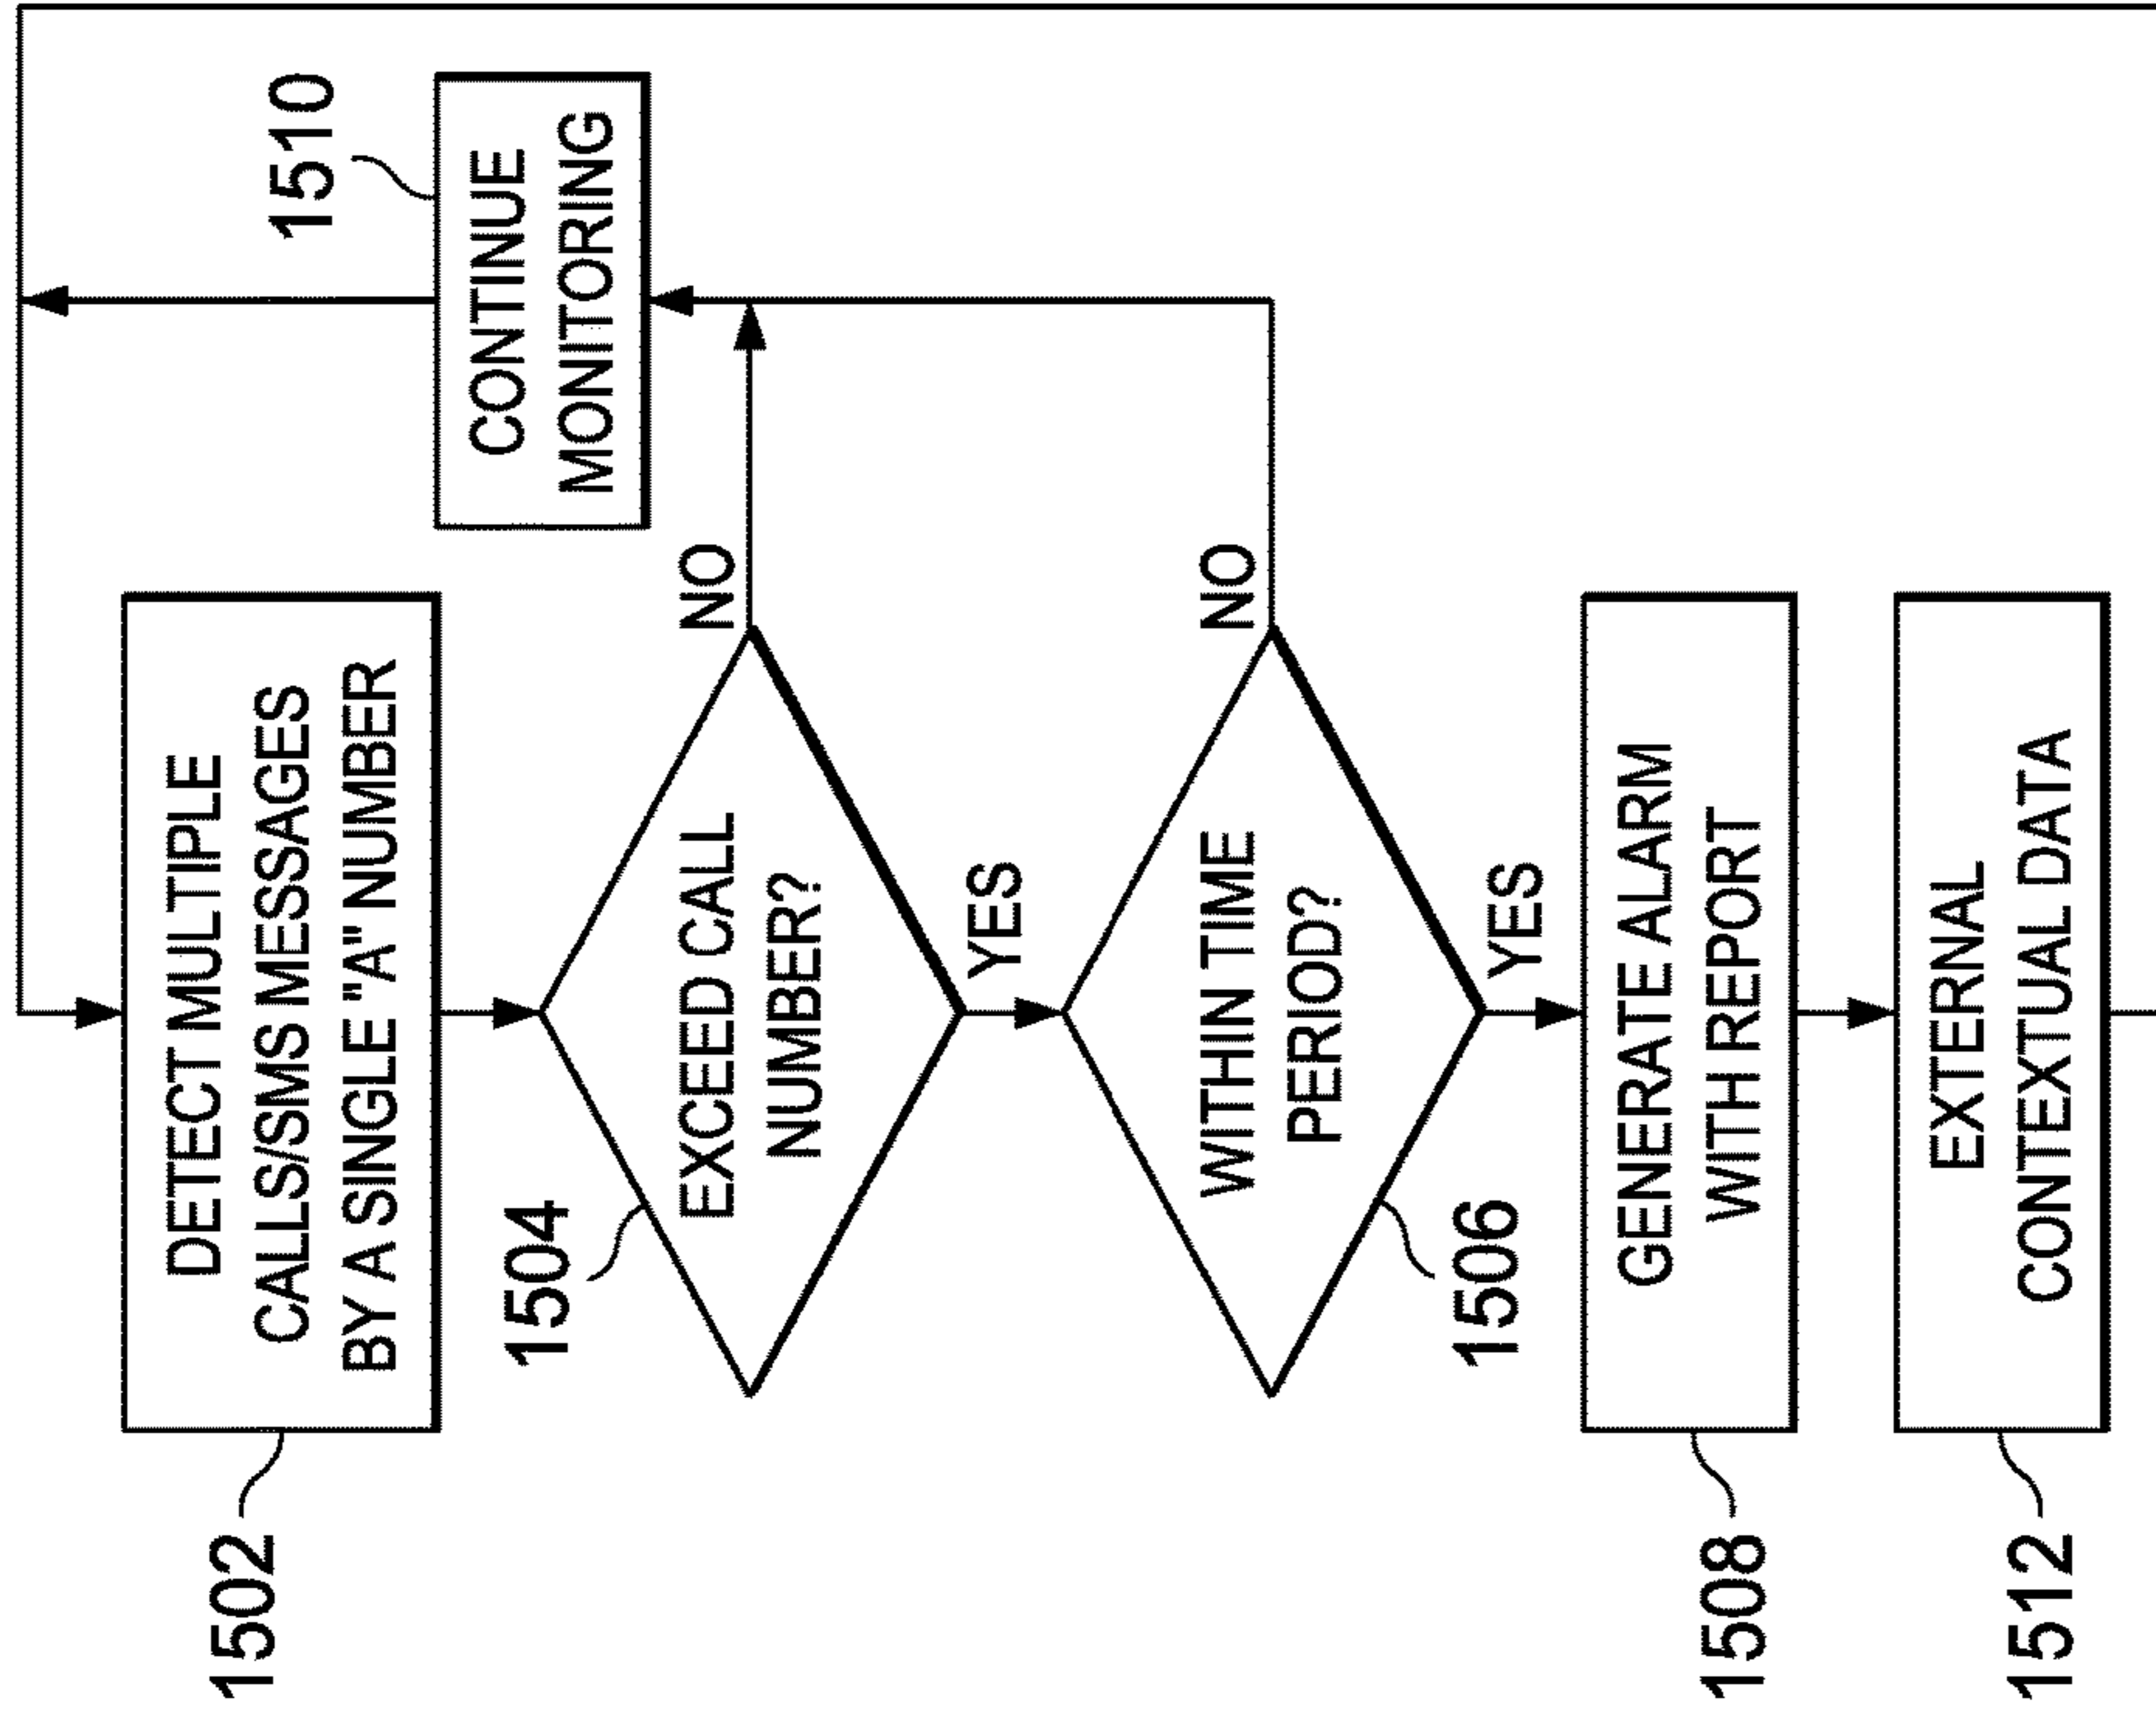 1502
DETECT MULTIPLE
CALLS/SMS MESSAGES
BY A SINGLE "A" NUMBER
1504
EXCEED CALL
NUMBER?
NO
YES
CONTINUE
MONITORING
1510
WITHIN TIME
PERIOD?
NO
YES
1506
1508
GENERATE ALARM
WITH REPORT
1512
EXTERNAL
CONTEXTUAL DATA